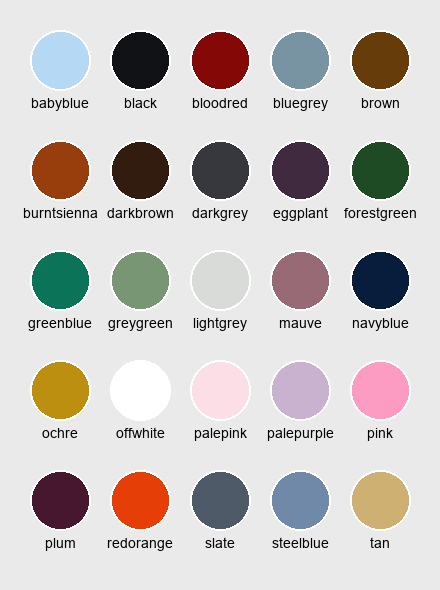 babyblue black bloodred bluegrey brown
burntsienna darkbrown darkgrey eggplant forestgreen
greenblue greygreen lightgrey mauve navyblue
ochre offwhite palepink palepurple pink
plum redorange slate steelblue tan